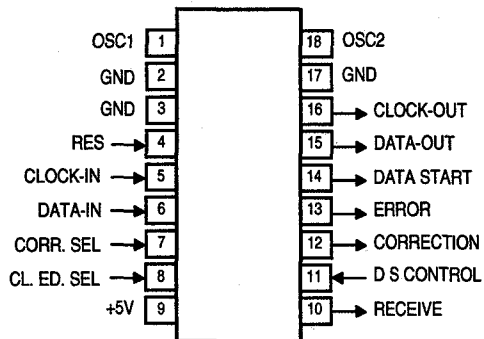 OSC1 1
GND 2
GND 3
RES 4
CLOCK-IN 5
DATA-IN 6
CORR. SEL 7
CL. ED. SEL 8
+5V 9
18 OSC2
17 GND
16 CLOCK-OUT
15 DATA-OUT
14 DATA START
13 ERROR
12 CORRECTION
11 D S CONTROL
10 RECEIVE